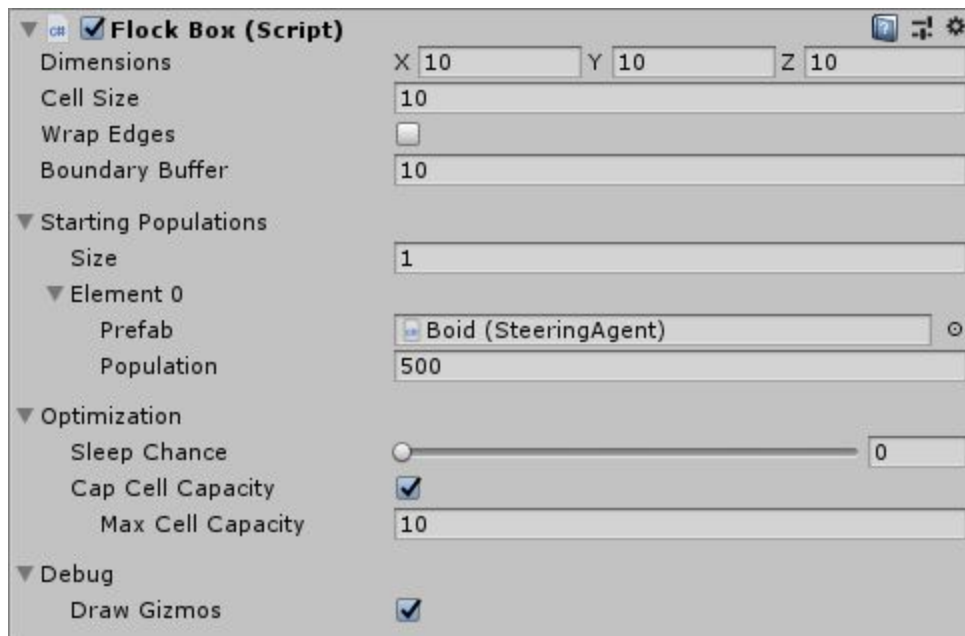 Flock Box (Script)
Dimensions X 10 Y 10 Z 10
Cell Size 10
Wrap Edges
Boundary Buffer 10
Starting Populations
Size 1
Element 0
Prefab Boid (SteeringAgent)
Population 500
Optimization
Sleep Chance 0
Cap Cell Capacity
Max Cell Capacity 10
Debug
Draw Gizmos